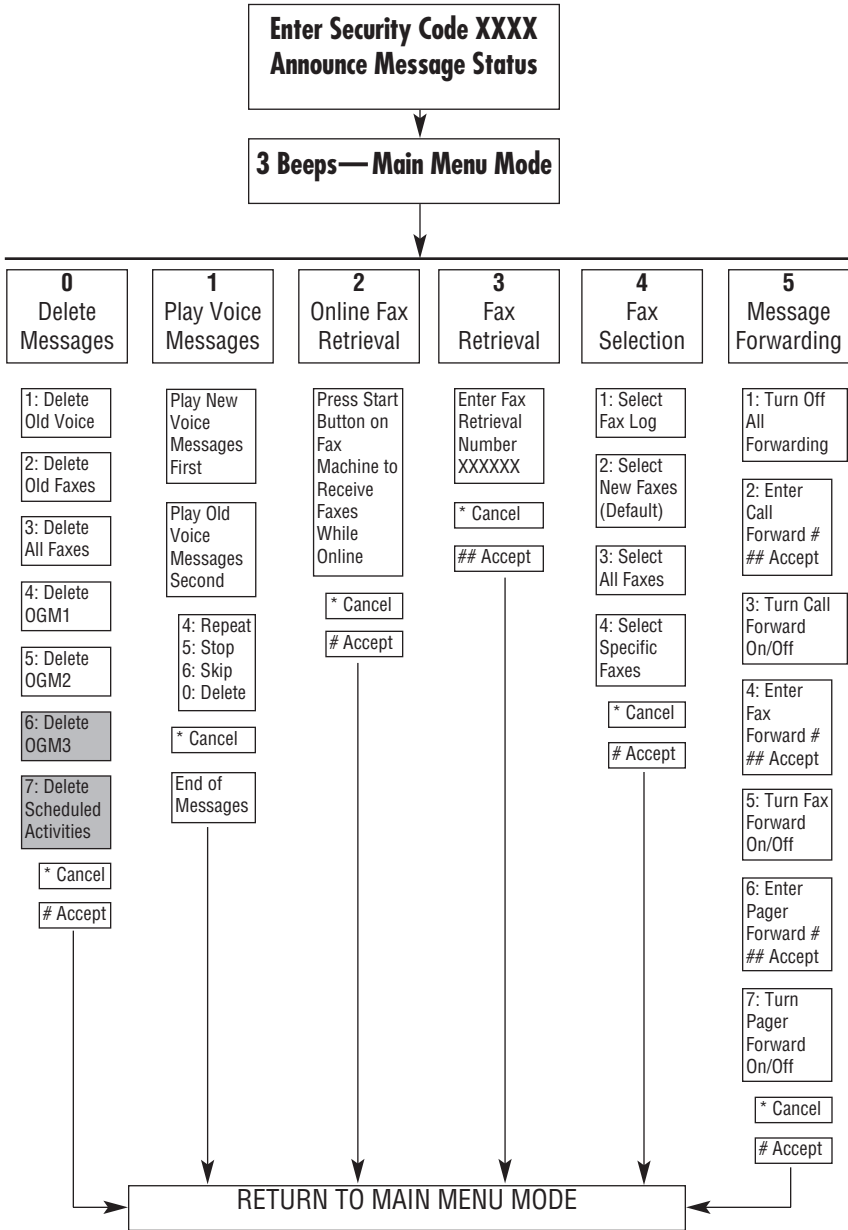 Enter Security Code XXXX
Announce Message Status
3 Beeps—Main Menu Mode
0
Delete
Messages
1: Delete
Old Voice
2: Delete
Old Faxes
3: Delete
All Faxes
4: Delete
OGM1
5: Delete
OGM2
6: Delete
OGM3
7: Delete
Scheduled
Activities
* Cancel
# Accept
1
Play Voice
Messages
Play New
Voice
Messages
First
Play Old
Voice
Messages
Second
4: Repeat
5: Stop
6: Skip
0: Delete
* Cancel
End of
Messages
2
Online Fax
Retrieval
Press Start
Button on
Fax
Machine to
Receive
Faxes
While
Online
* Cancel
# Accept
3
Fax
Retrieval
Enter Fax
Retrieval
Number
XXXXXX
* Cancel
## Accept
4
Fax
Selection
1: Select
Fax Log
2: Select
New Faxes
(Default)
3: Select
All Faxes
4: Select
Specific
Faxes
* Cancel
# Accept
5
Message
Forwarding
1: Turn Off
All
Forwarding
2: Enter
Call
Forward #
## Accept
3: Turn Call
Forward
On/Off
4: Enter
Fax
Forward #
## Accept
5: Turn Fax
Forward
On/Off
6: Enter
Pager
Forward #
## Accept
7: Turn
Pager
Forward
On/Off
* Cancel
# Accept
RETURN TO MAIN MENU MODE